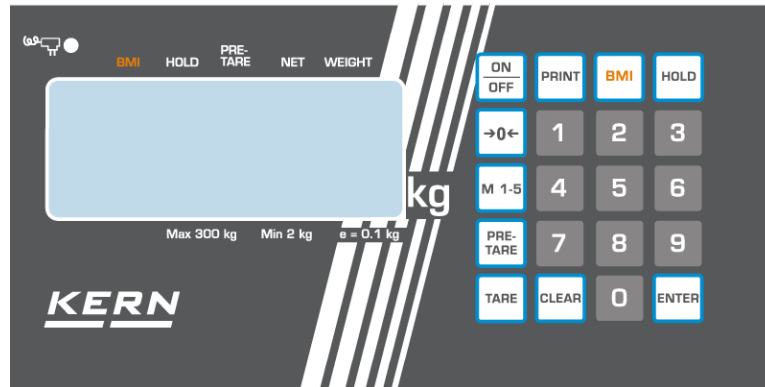 BMI HOLD PRE-TARE NET WEIGHT
kg
Max 300 kg Min 2 kg e = 0.1 kg
KERN
ON OFF PRINT BMI HOLD
→0← 1 2 3
M 1-5 4 5 6
PRE-TARE 7 8 9
TARE CLEAR 0 ENTER